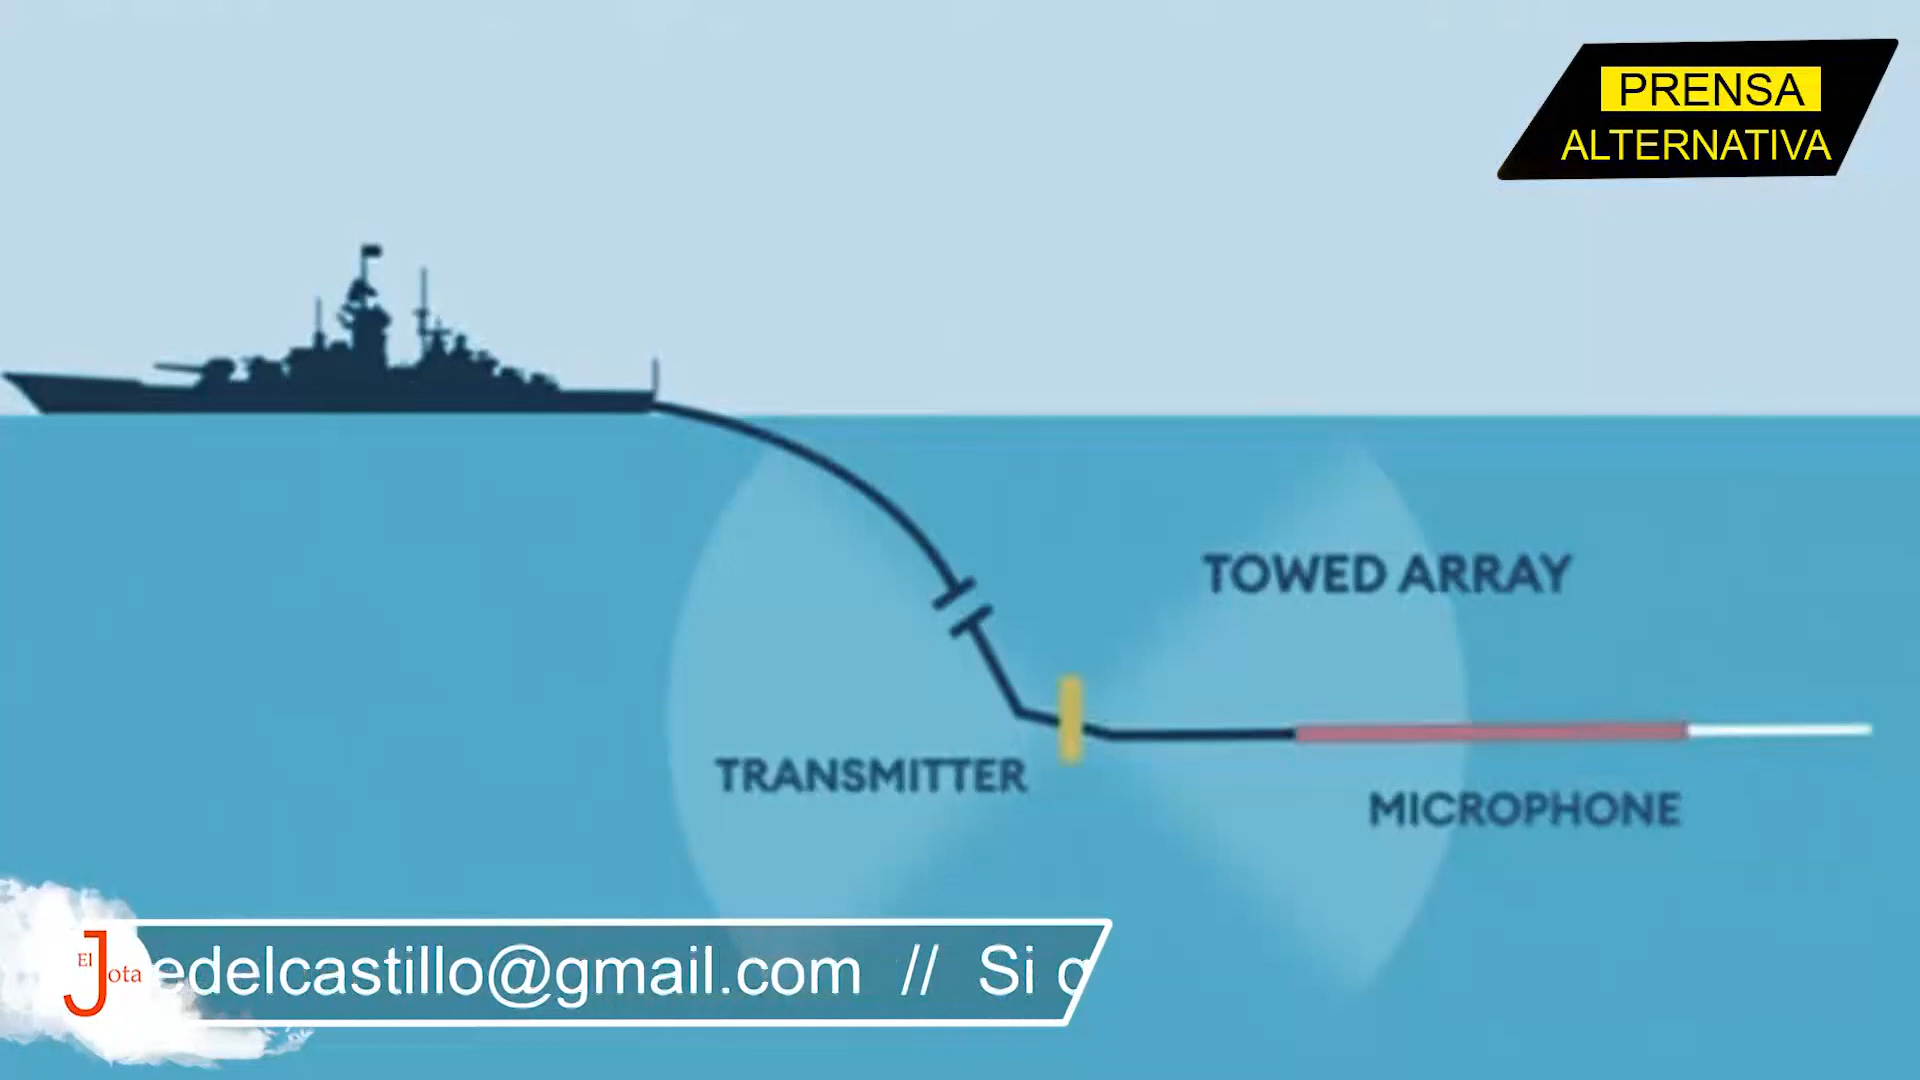 PRENSA
ALTERNATIVA
TOWED ARRAY
TRANSMITTER
MICROPHONE
El Jota
edelcastillo@gmail.com // Si